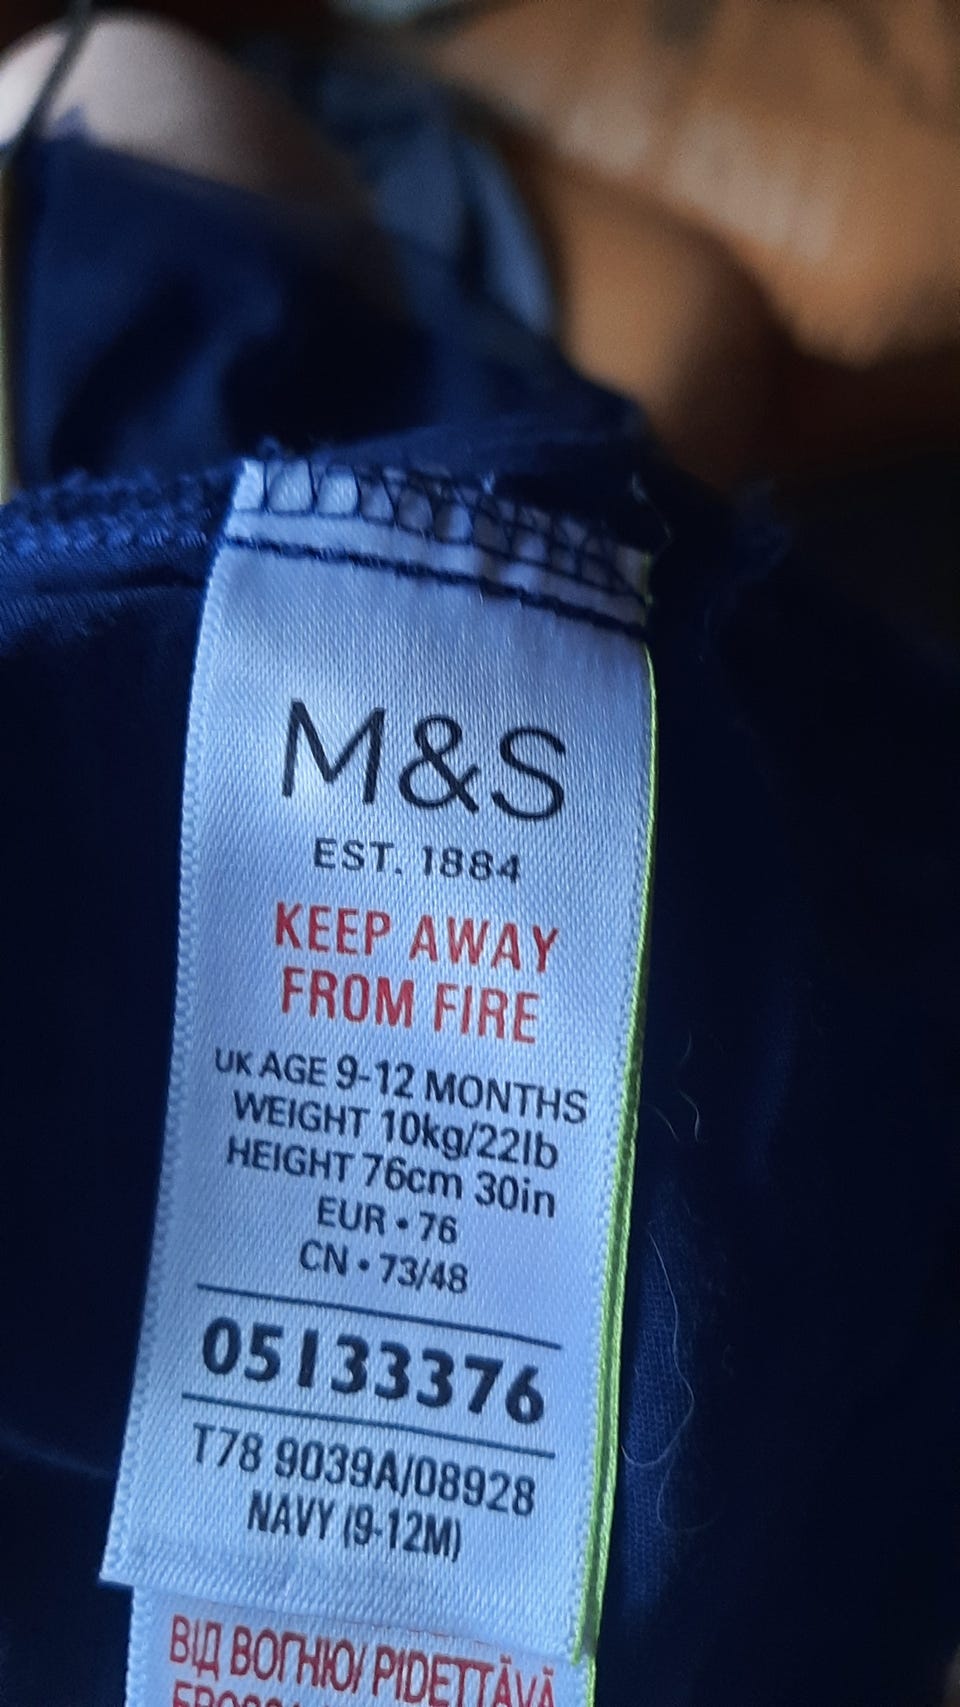 M&S
EST. 1884
KEEP AWAY
FROM FIRE
UK AGE 9-12 MONTHS
WEIGHT 10kg/22lb
HEIGHT 76cm 30in
EUR • 76
CN • 73/48
05133376
T78 9039A/08928
NAVY (9-12M)
ВІД ВОГНЮ/ PIDETTÄVÄ